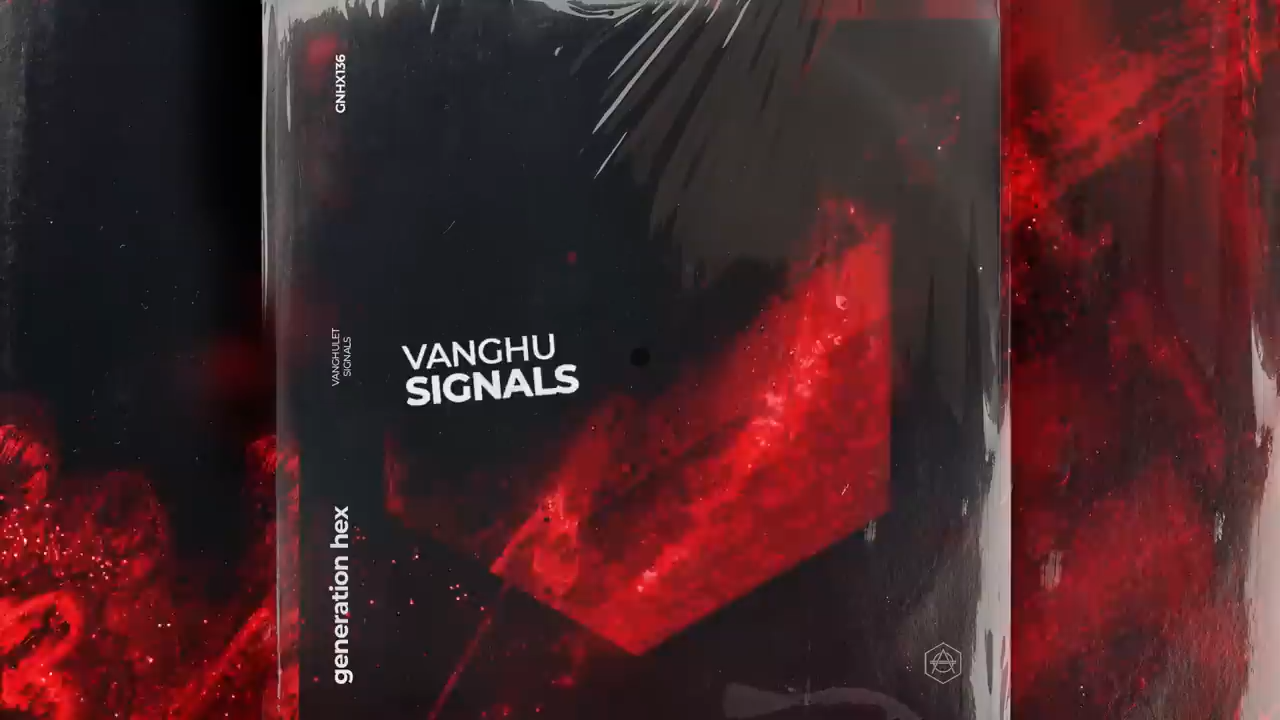 GNHX136
VANGHULET
SIGNALS
VANGHU
SIGNALS
generation hex